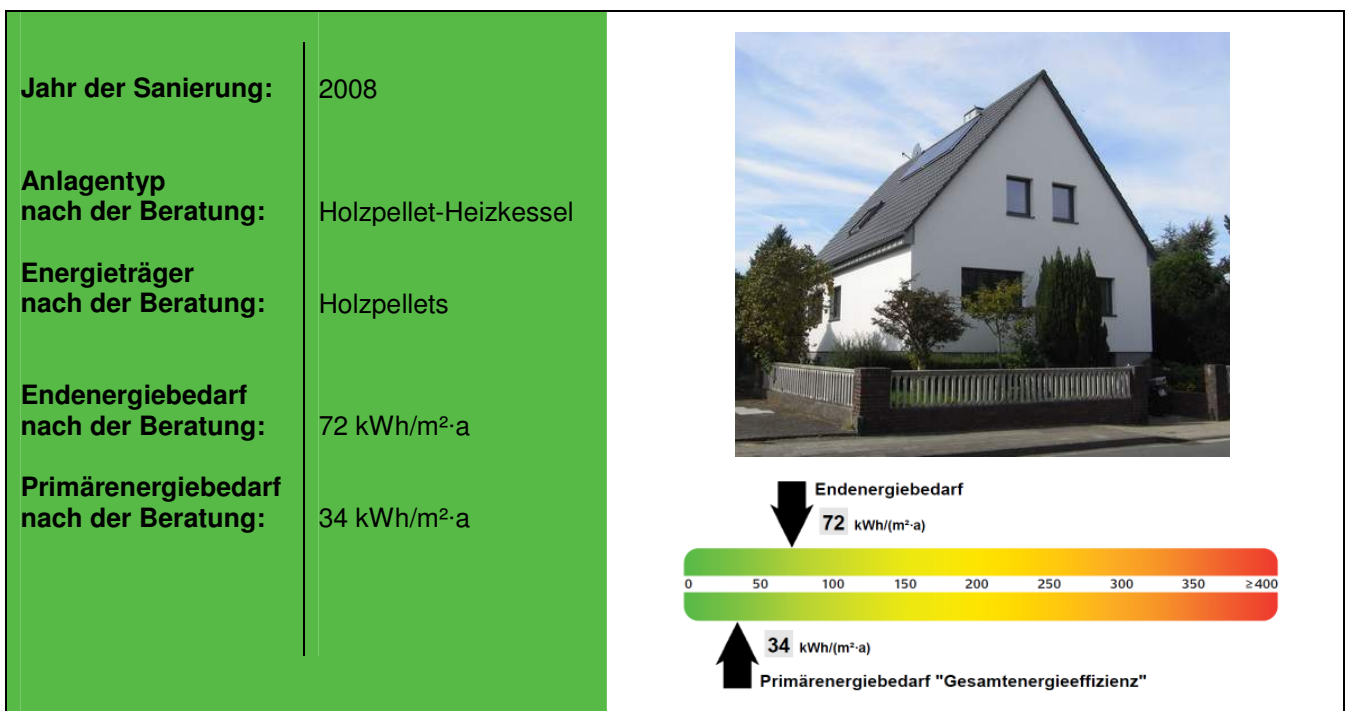 Jahr der Sanierung: 2008
Anlagentyp
nach der Beratung: Holzpellet-Heizkessel
Energieträger
nach der Beratung: Holzpellets
Endenergiebedarf
nach der Beratung: 72 kWh/m²·a
Primärenergiebedarf
nach der Beratung: 34 kWh/m²·a
Endenergiebedarf
72 kWh/(m²·a)
0 50 100 150 200 250 300 350 ≥400
34 kWh/(m²·a)
Primärenergiebedarf "Gesamtenergieeffizienz"